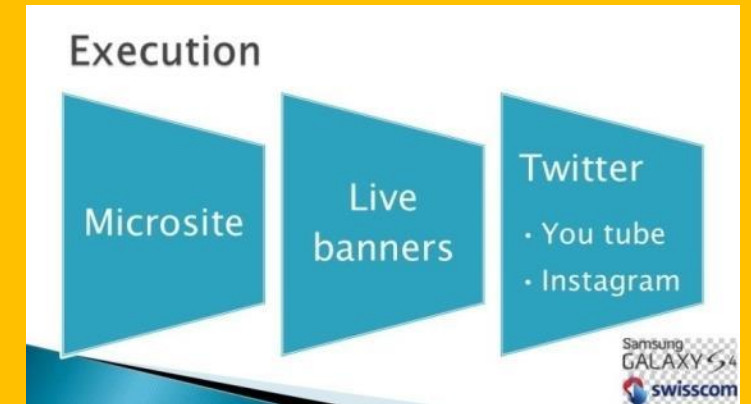 Execution
Microsite
Live
banners
Twitter
• You tube
• Instagram
Samsung
GALAXY S4
swisscom